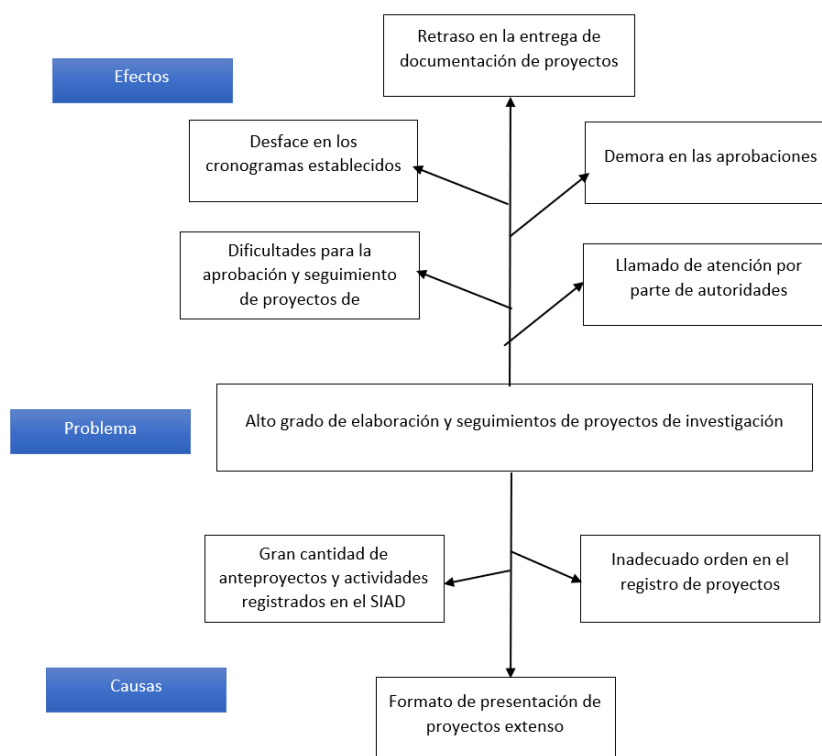 Retraso en la entrega de
documentación de proyectos
Efectos
Desface en los
cronogramas establecidos
Demora en las aprobaciones
Dificultades para la
aprobación y seguimiento
de proyectos de
Llamado de atención por
parte de autoridades
Problema
Alto grado de elaboración y seguimientos de proyectos de investigación
Gran cantidad de
anteproyectos y actividades
registrados en el SIAD
Inadecuado orden en el
registro de proyectos
Causas
Formato de presentación de
proyectos extenso